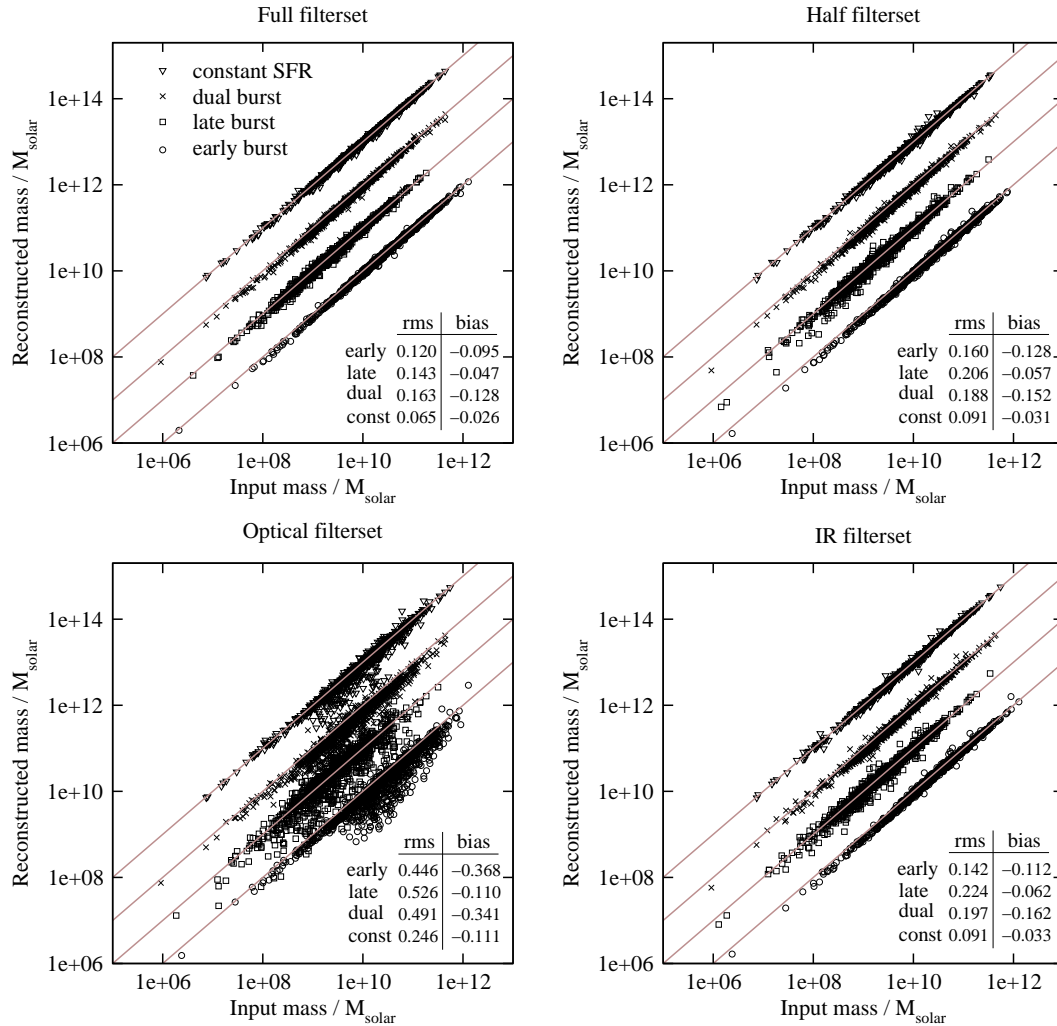 Full filterset
Half filterset
Reconstructed mass / M_solar
1e+14
1e+12
1e+10
1e+08
1e+06
constant SFR
dual burst
late burst
early burst
rms bias
early 0.120 −0.095
late 0.143 −0.047
dual 0.163 −0.128
const 0.065 −0.026
1e+06 1e+08 1e+10 1e+12
Input mass / M_solar
Reconstructed mass / M_solar
1e+14
1e+12
1e+10
1e+08
1e+06
rms bias
early 0.160 −0.128
late 0.206 −0.057
dual 0.188 −0.152
const 0.091 −0.031
1e+06 1e+08 1e+10 1e+12
Input mass / M_solar
Optical filterset
IR filterset
Reconstructed mass / M_solar
1e+14
1e+12
1e+10
1e+08
1e+06
rms bias
early 0.446 −0.368
late 0.526 −0.110
dual 0.491 −0.341
const 0.246 −0.111
1e+06 1e+08 1e+10 1e+12
Input mass / M_solar
Reconstructed mass / M_solar
1e+14
1e+12
1e+10
1e+08
1e+06
rms bias
early 0.142 −0.112
late 0.224 −0.062
dual 0.197 −0.162
const 0.091 −0.033
1e+06 1e+08 1e+10 1e+12
Input mass / M_solar